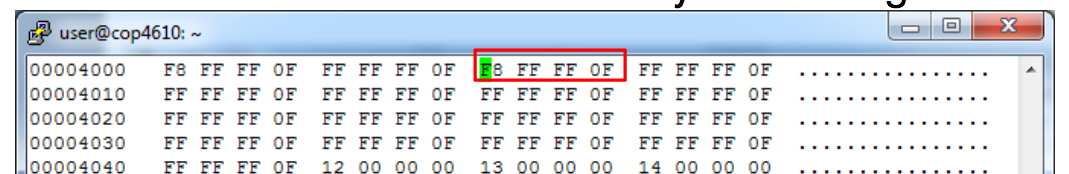 user@cop4610: ~
00004000 F8 FF FF 0F FF FF FF 0F F8 FF FF 0F FF FF FF 0F ................
00004010 FF FF FF 0F FF FF FF 0F FF FF FF 0F FF FF FF 0F ................
00004020 FF FF FF 0F FF FF FF 0F FF FF FF 0F FF FF FF 0F ................
00004030 FF FF FF 0F FF FF FF 0F FF FF FF 0F FF FF FF 0F ................
00004040 FF FF FF 0F 12 00 00 00 13 00 00 00 14 00 00 00 ................